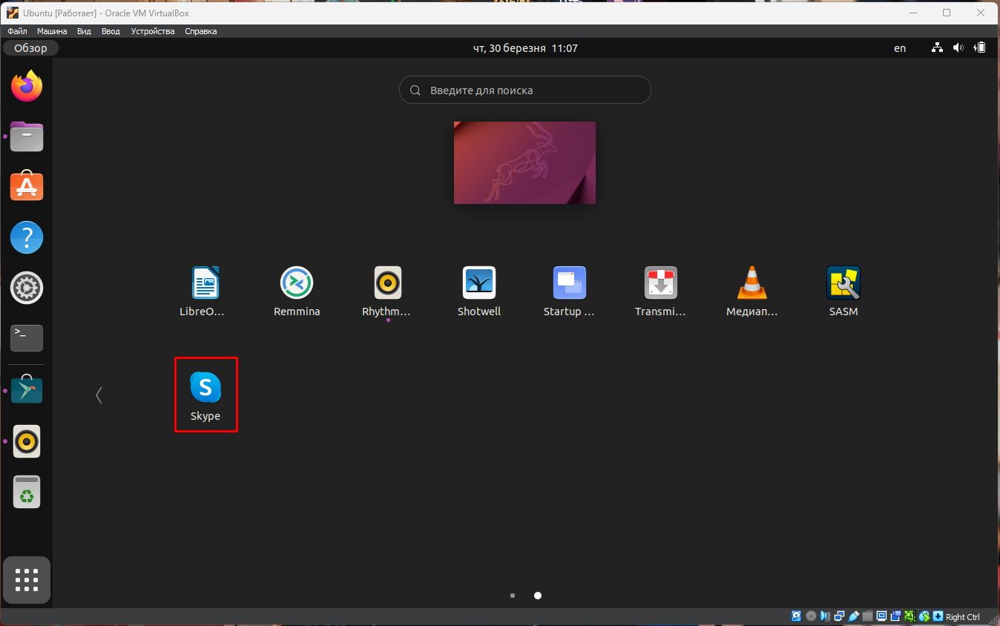 Ubuntu [Работает] - Oracle VM VirtualBox
Файл Машина Вид Ввод Устройства Справка
Обзор чт, 30 березня 11:07 en
Введите для поиска
LibreO... Remmina Rhythm... Shotwell Startup ... Transmi... Медиап... SASM
Skype
Right Ctrl